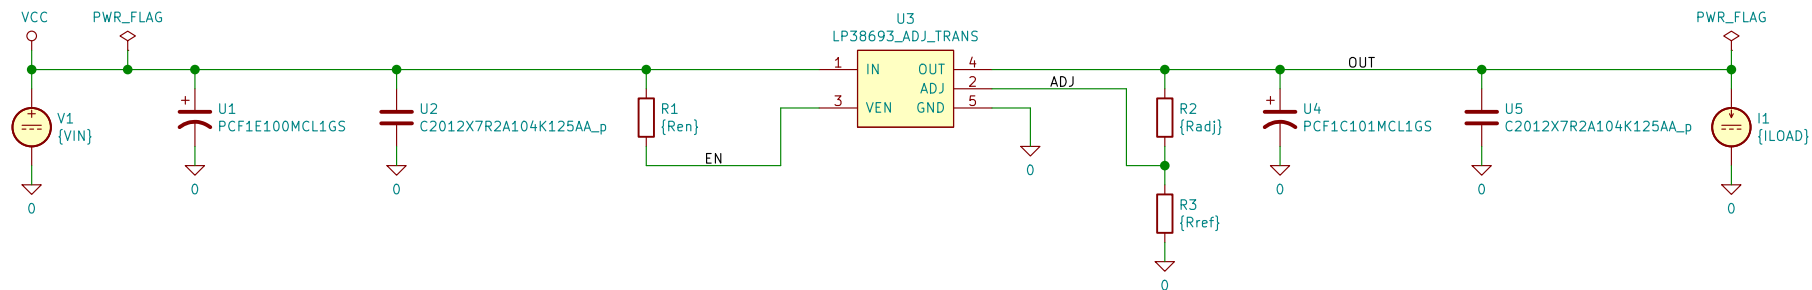 VCC
PWR_FLAG
V1
{VIN}
0
U1
PCF1E100MCL1GS
0
U2
C2012X7R2A104K125AA_p
0
R1
{Ren}
EN
U3
LP38693_ADJ_TRANS
1
IN
OUT
4
ADJ
2
3
VEN
GND
5
0
ADJ
R2
{Radj}
R3
{Rref}
0
U4
PCF1C101MCL1GS
0
OUT
U5
C2012X7R2A104K125AA_p
0
PWR_FLAG
I1
{ILOAD}
0